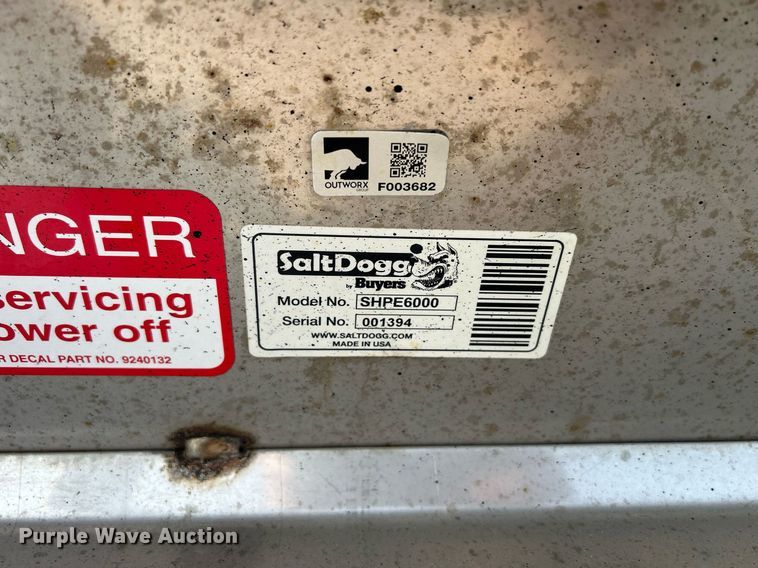 OUTWORX
F003682
NGER
servicing
ower off
R DECAL PART NO. 9240132
SaltDogg
by Buyers
Model No. SHPE6000
Serial No. 001394
WWW.SALTDOGG.COM
MADE IN USA
Purple Wave Auction